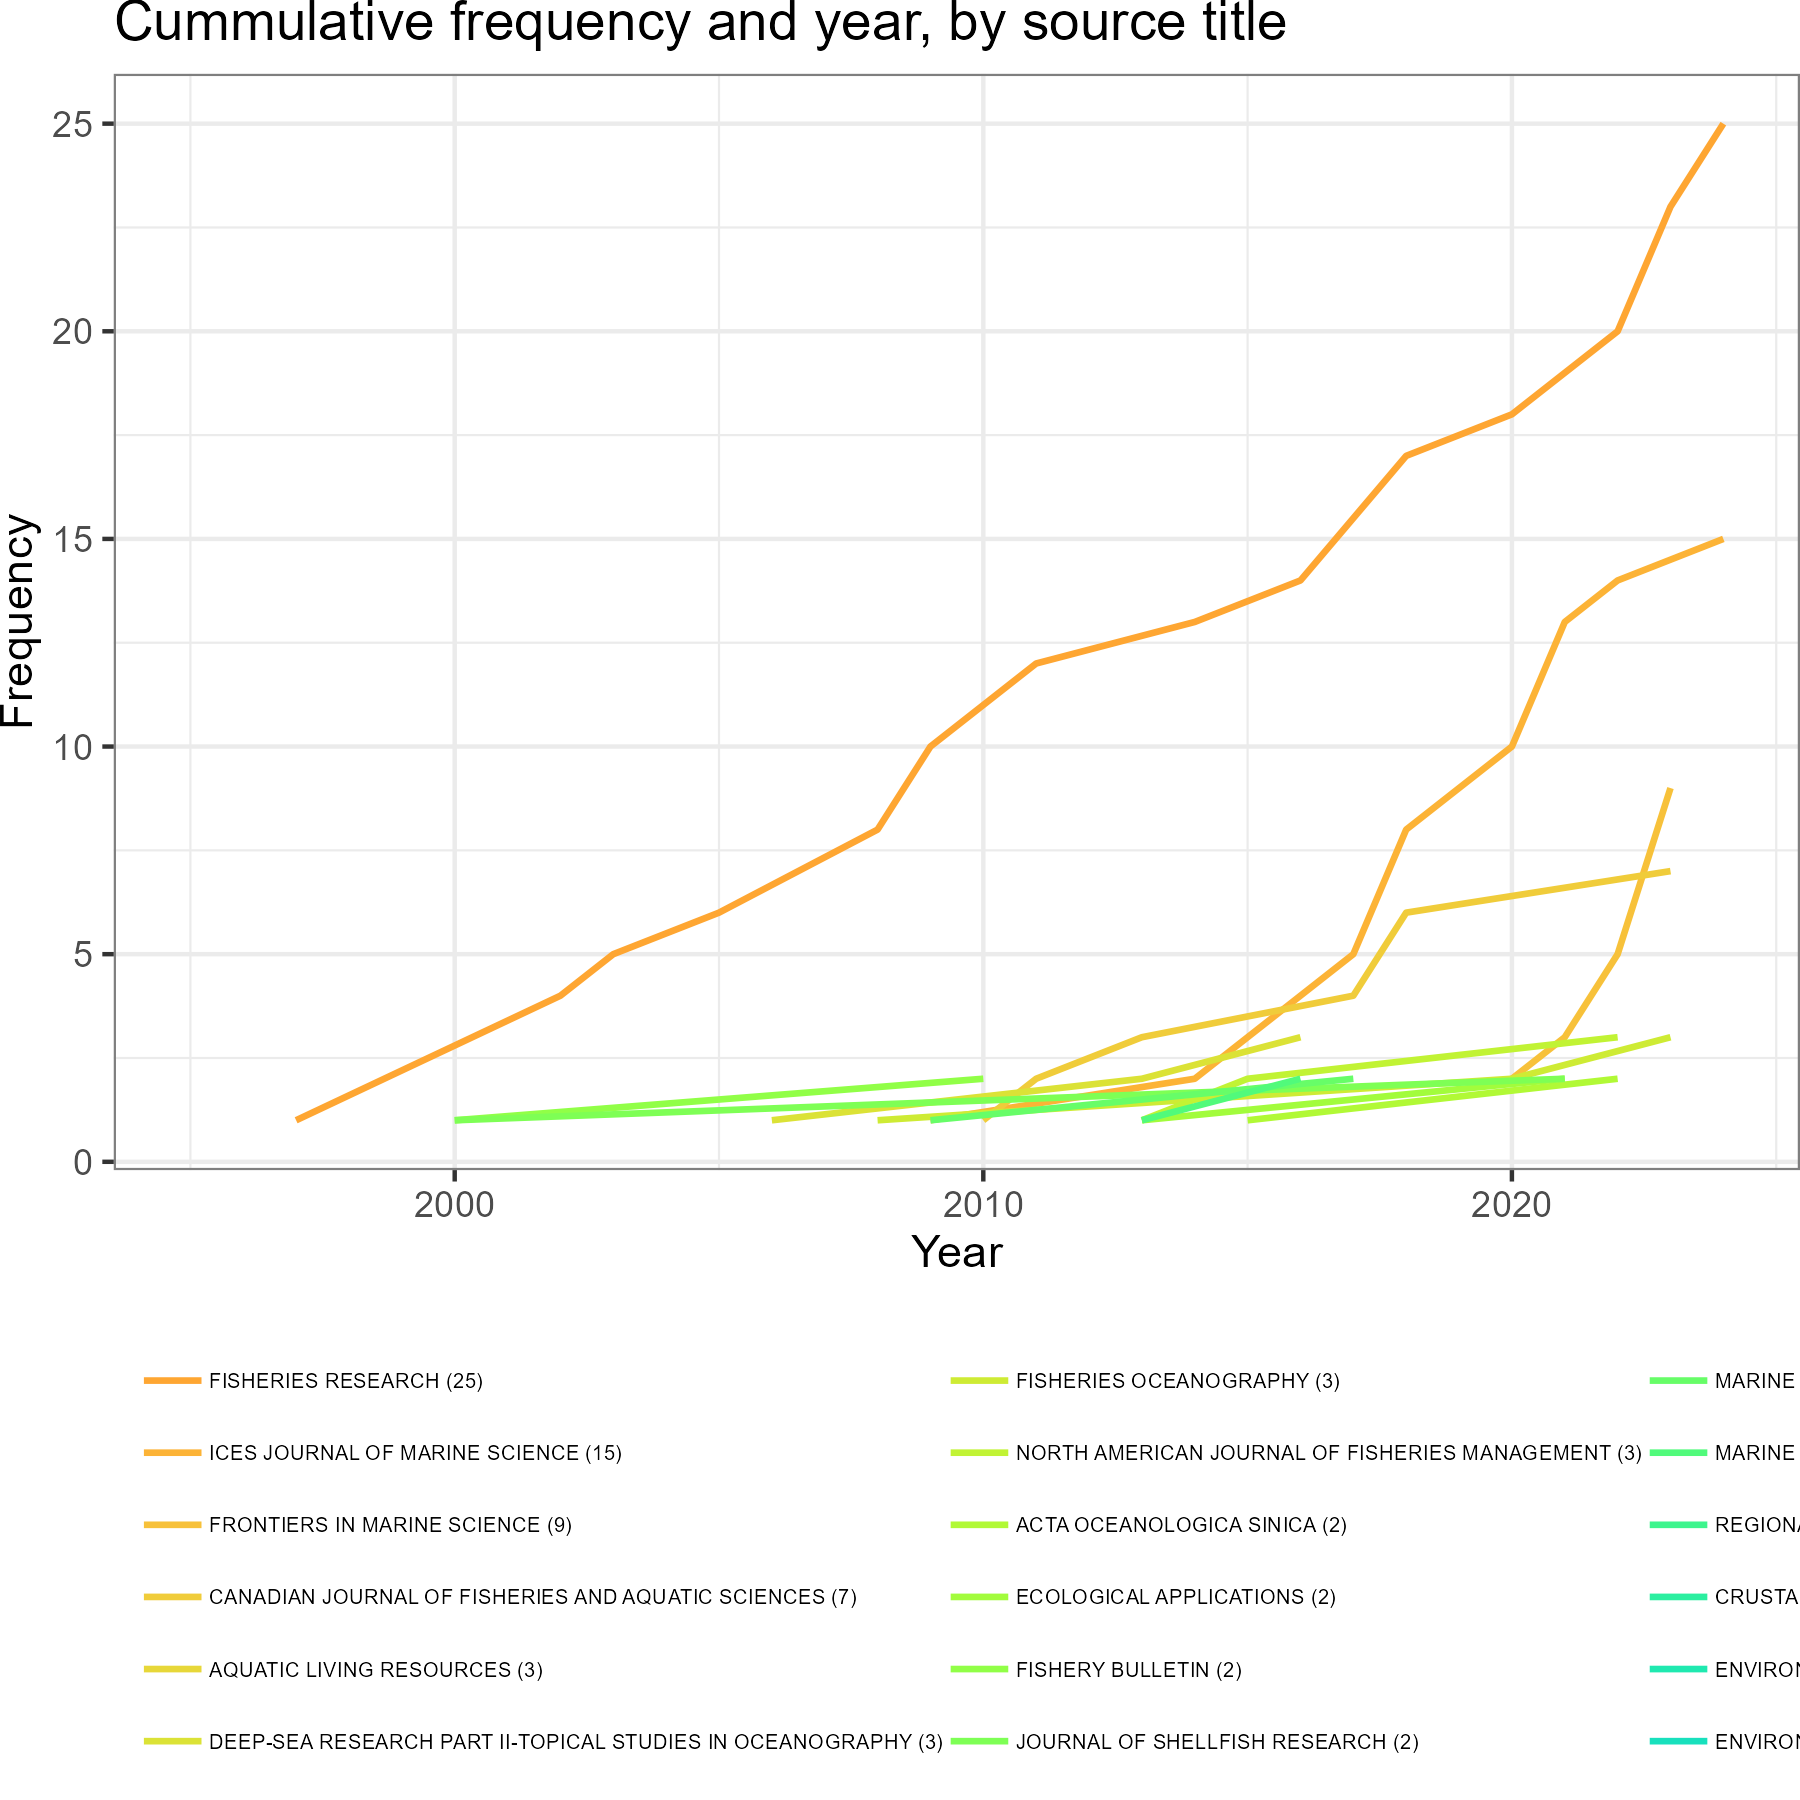 Cummulative frequency and year, by source title
Frequency
25
20
15
10
5
0
2000 2010 2020
Year
FISHERIES RESEARCH (25)
ICES JOURNAL OF MARINE SCIENCE (15)
FRONTIERS IN MARINE SCIENCE (9)
CANADIAN JOURNAL OF FISHERIES AND AQUATIC SCIENCES (7)
AQUATIC LIVING RESOURCES (3)
DEEP-SEA RESEARCH PART II-TOPICAL STUDIES IN OCEANOGRAPHY (3)
FISHERIES OCEANOGRAPHY (3)
NORTH AMERICAN JOURNAL OF FISHERIES MANAGEMENT (3)
ACTA OCEANOLOGICA SINICA (2)
ECOLOGICAL APPLICATIONS (2)
FISHERY BULLETIN (2)
JOURNAL OF SHELLFISH RESEARCH (2)
MARINE
MARINE